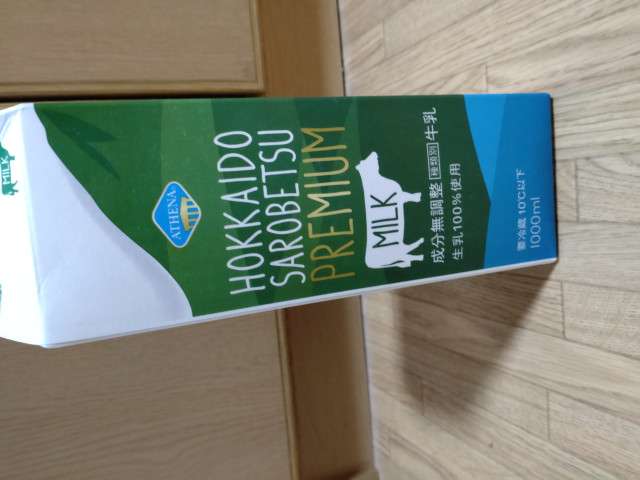 MILK
ATHENA
HOKKAIDO
SAROBETSU
PREMIUM
MILK
成分無調整 種類別 牛乳
生乳100%使用
要冷蔵 10℃以下
1000ml